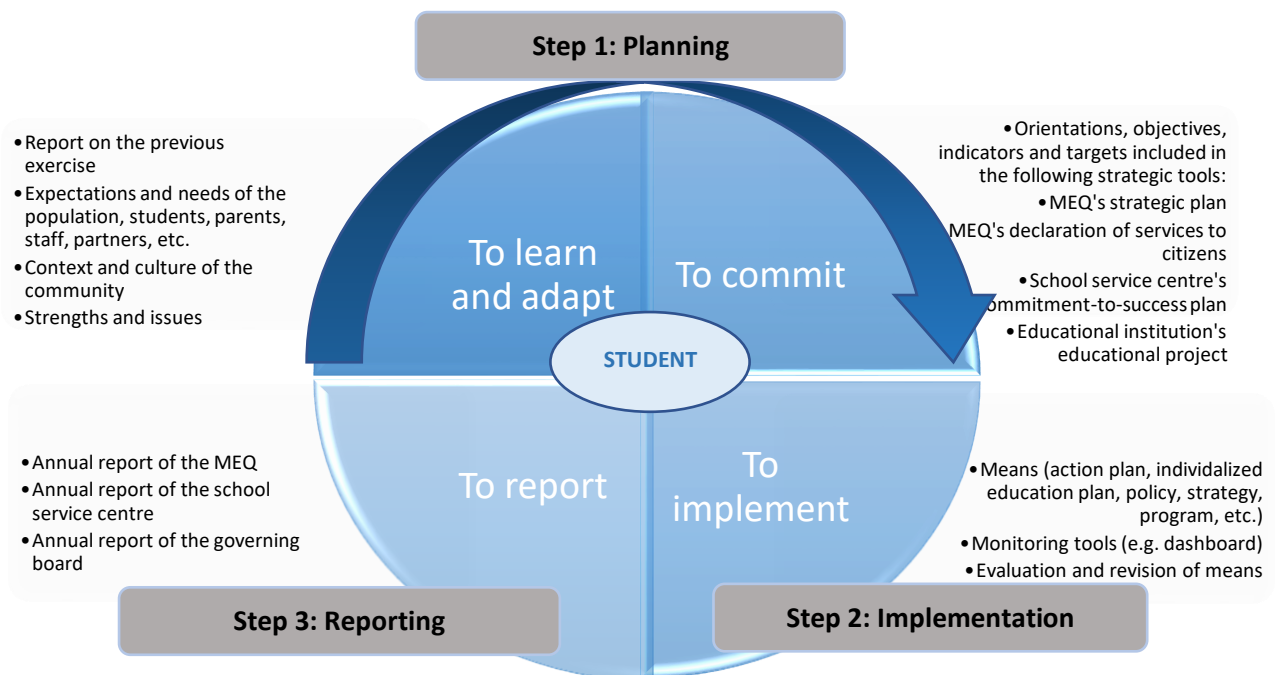 Step 1: Planning
•Report on the previous
exercise
•Expectations and needs of the
population, students, parents,
staff, partners, etc.
•Context and culture of the
community
•Strengths and issues
To learn
and adapt
To commit
•Orientations, objectives,
indicators and targets included in
the following strategic tools:
•MEQ's strategic plan
MEQ's declaration of services to
citizens
•School service centre's
ommitment-to-success plan
•Educational institution's
educational project
STUDENT
•Annual report of the MEQ
•Annual report of the school
service centre
•Annual report of the governing
board
To report
To
implement
•Means (action plan, individalized
education plan, policy, strategy,
program, etc.)
•Monitoring tools (e.g. dashboard)
•Evaluation and revision of means
Step 3: Reporting
Step 2: Implementation